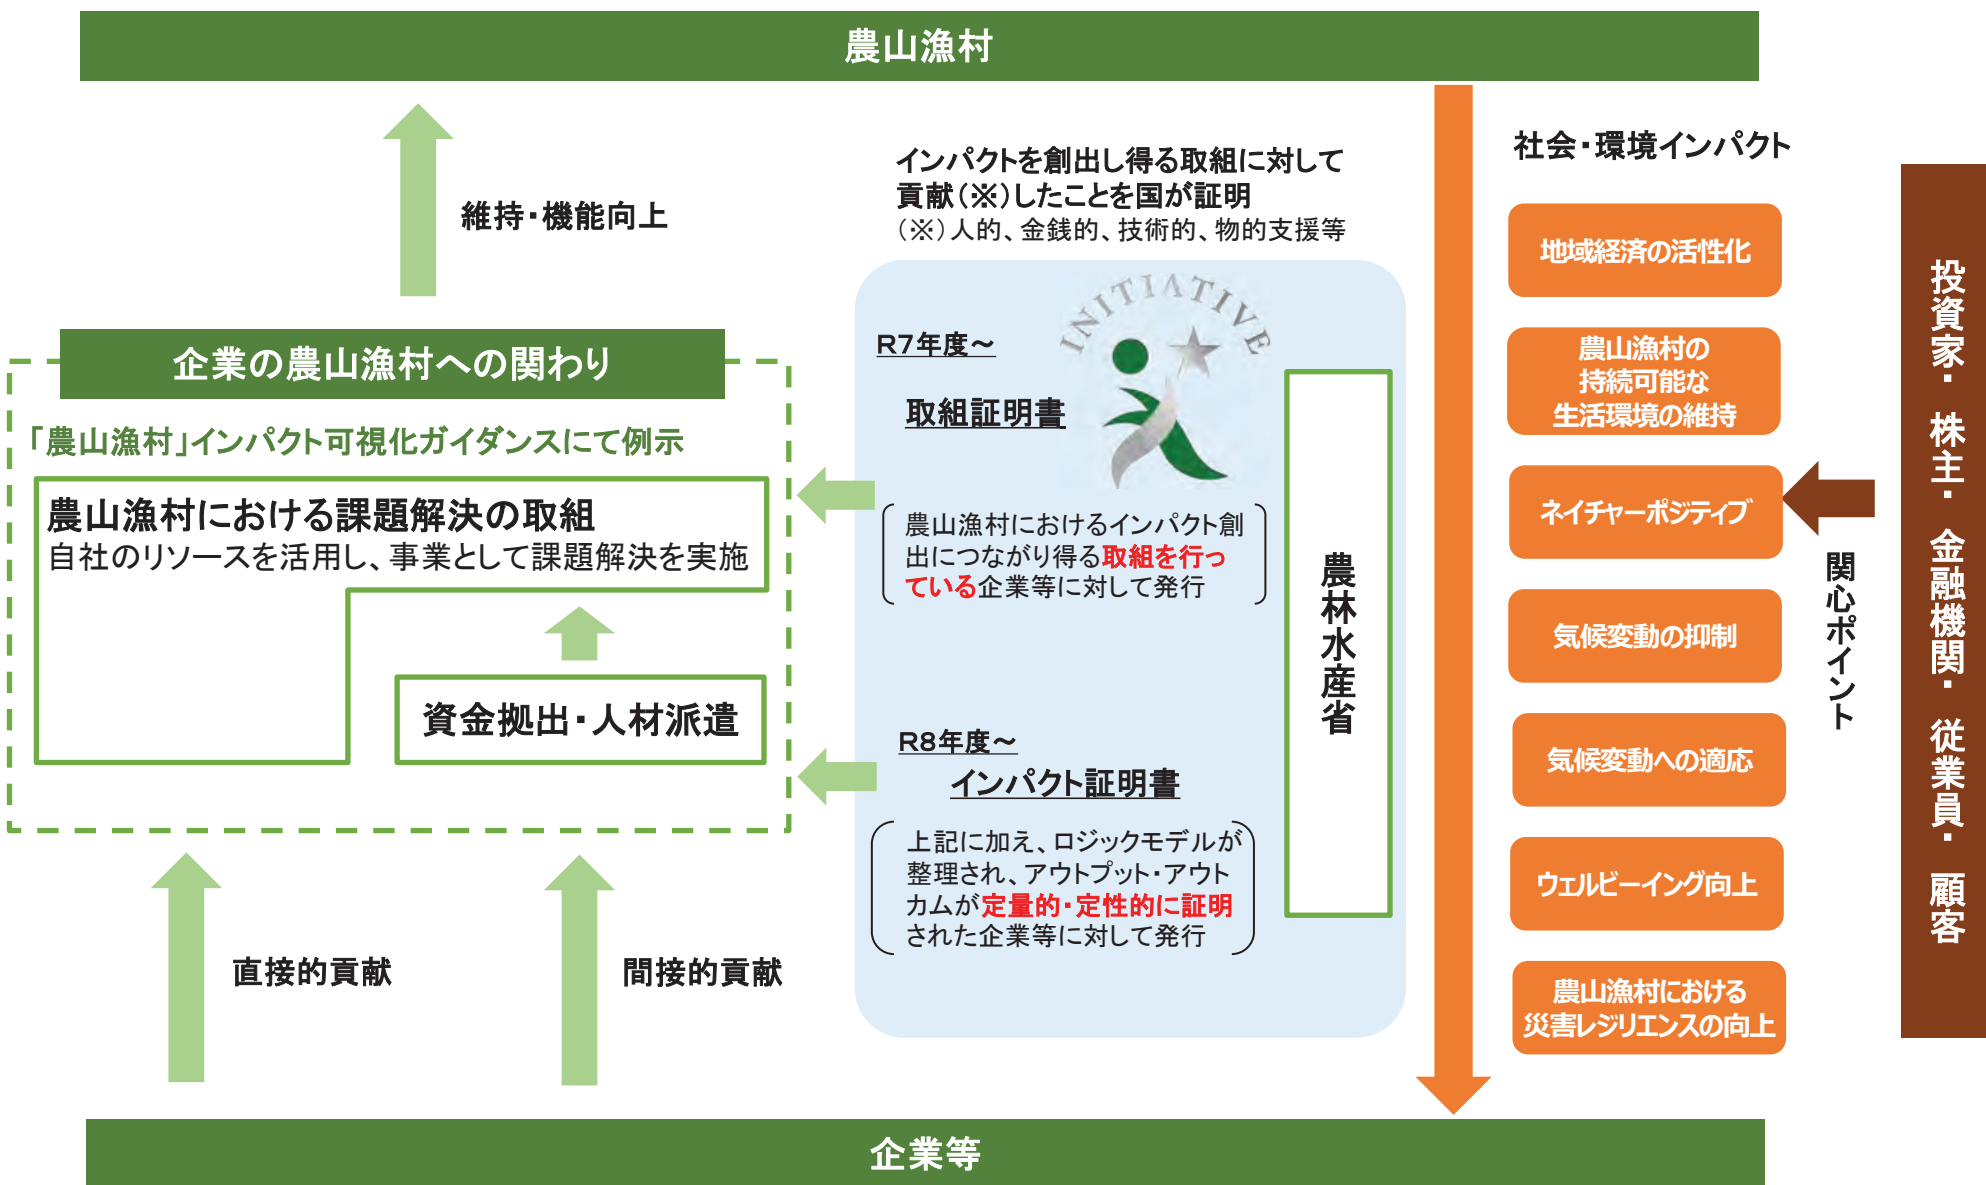 農山漁村
維持・機能向上
企業の農山漁村への関わり
「農山漁村」インパクト可視化ガイダンスにて例示
農山漁村における課題解決の取組
自社のリソースを活用し、事業として課題解決を実施
資金拠出・人材派遣
直接的貢献
間接的貢献
インパクトを創出し得る取組に対して
貢献(※)したことを国が証明
(※)人的、金銭的、技術的、物的支援等
INITIATIVE
R7年度～
取組証明書
農山漁村におけるインパクト創
出につながり得る取組を行っ
ている企業等に対して発行
R8年度～
インパクト証明書
上記に加え、ロジックモデルが
整理され、アウトプット・アウト
カムが定量的・定性的に証明
された企業等に対して発行
農林水産省
社会・環境インパクト
地域経済の活性化
農山漁村の
持続可能な
生活環境の維持
ネイチャーポジティブ
気候変動の抑制
気候変動への適応
ウェルビーイング向上
農山漁村における
災害レジリエンスの向上
関心ポイント
投資家・株主・金融機関・従業員・顧客
企業等